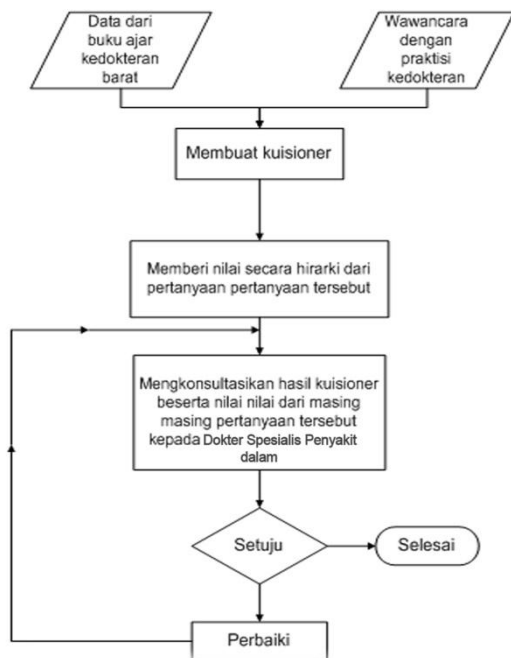 Data dari
buku ajar
kedokteran
barat
Wawancara
dengan
praktisi
kedokteran
Membuat kuisioner
Memberi nilai secara hirarki dari
pertanyaan pertanyaan tersebut
Mengkonsultasikan hasil kuisioner
beserta nilai nilai dari masing
masing pertanyaan tersebut
kepada Dokter Spesialis Penyakit
dalam
Setuju
Selesai
Perbaiki